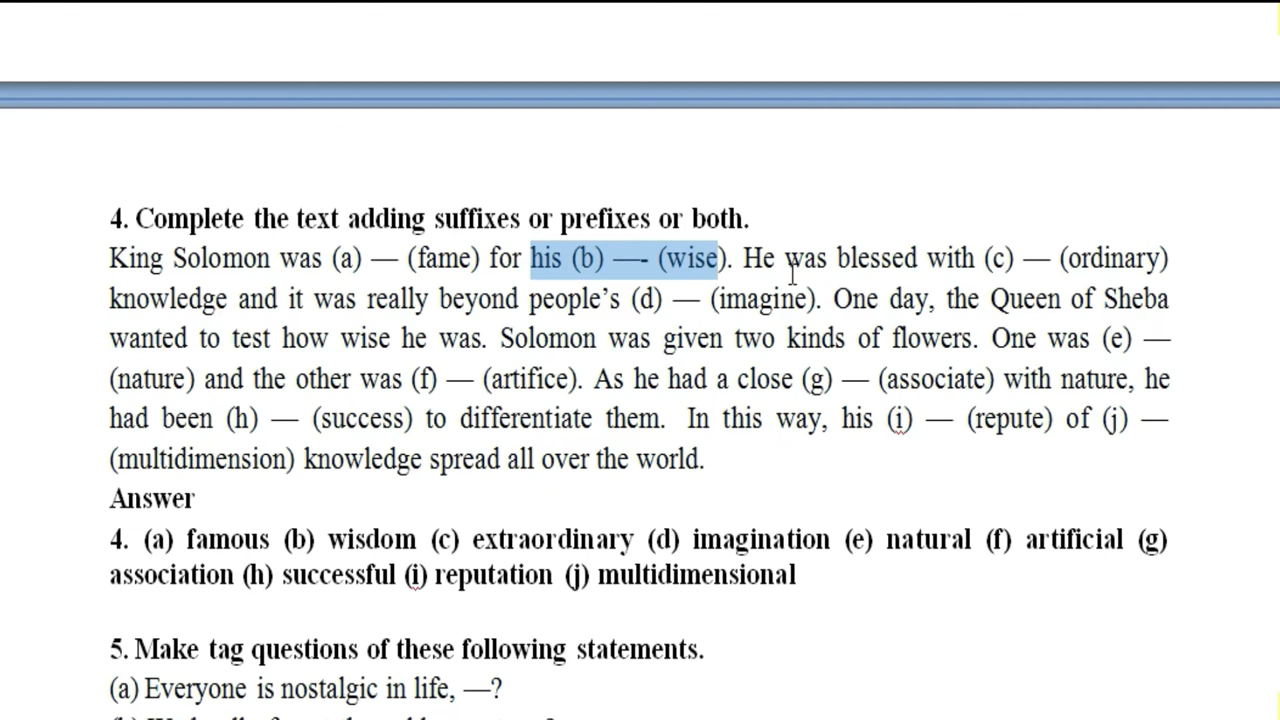 4. Complete the text adding suffixes or prefixes or both.
King Solomon was (a) — (fame) for his (b) —- (wise). He was blessed with (c) — (ordinary)
knowledge and it was really beyond people’s (d) — (imagine). One day, the Queen of Sheba
wanted to test how wise he was. Solomon was given two kinds of flowers. One was (e) —
(nature) and the other was (f) — (artifice). As he had a close (g) — (associate) with nature, he
had been (h) — (success) to differentiate them. In this way, his (i) — (repute) of (j) —
(multidimension) knowledge spread all over the world.
Answer
4. (a) famous (b) wisdom (c) extraordinary (d) imagination (e) natural (f) artificial (g)
association (h) successful (i) reputation (j) multidimensional
5. Make tag questions of these following statements.
(a) Everyone is nostalgic in life, —?